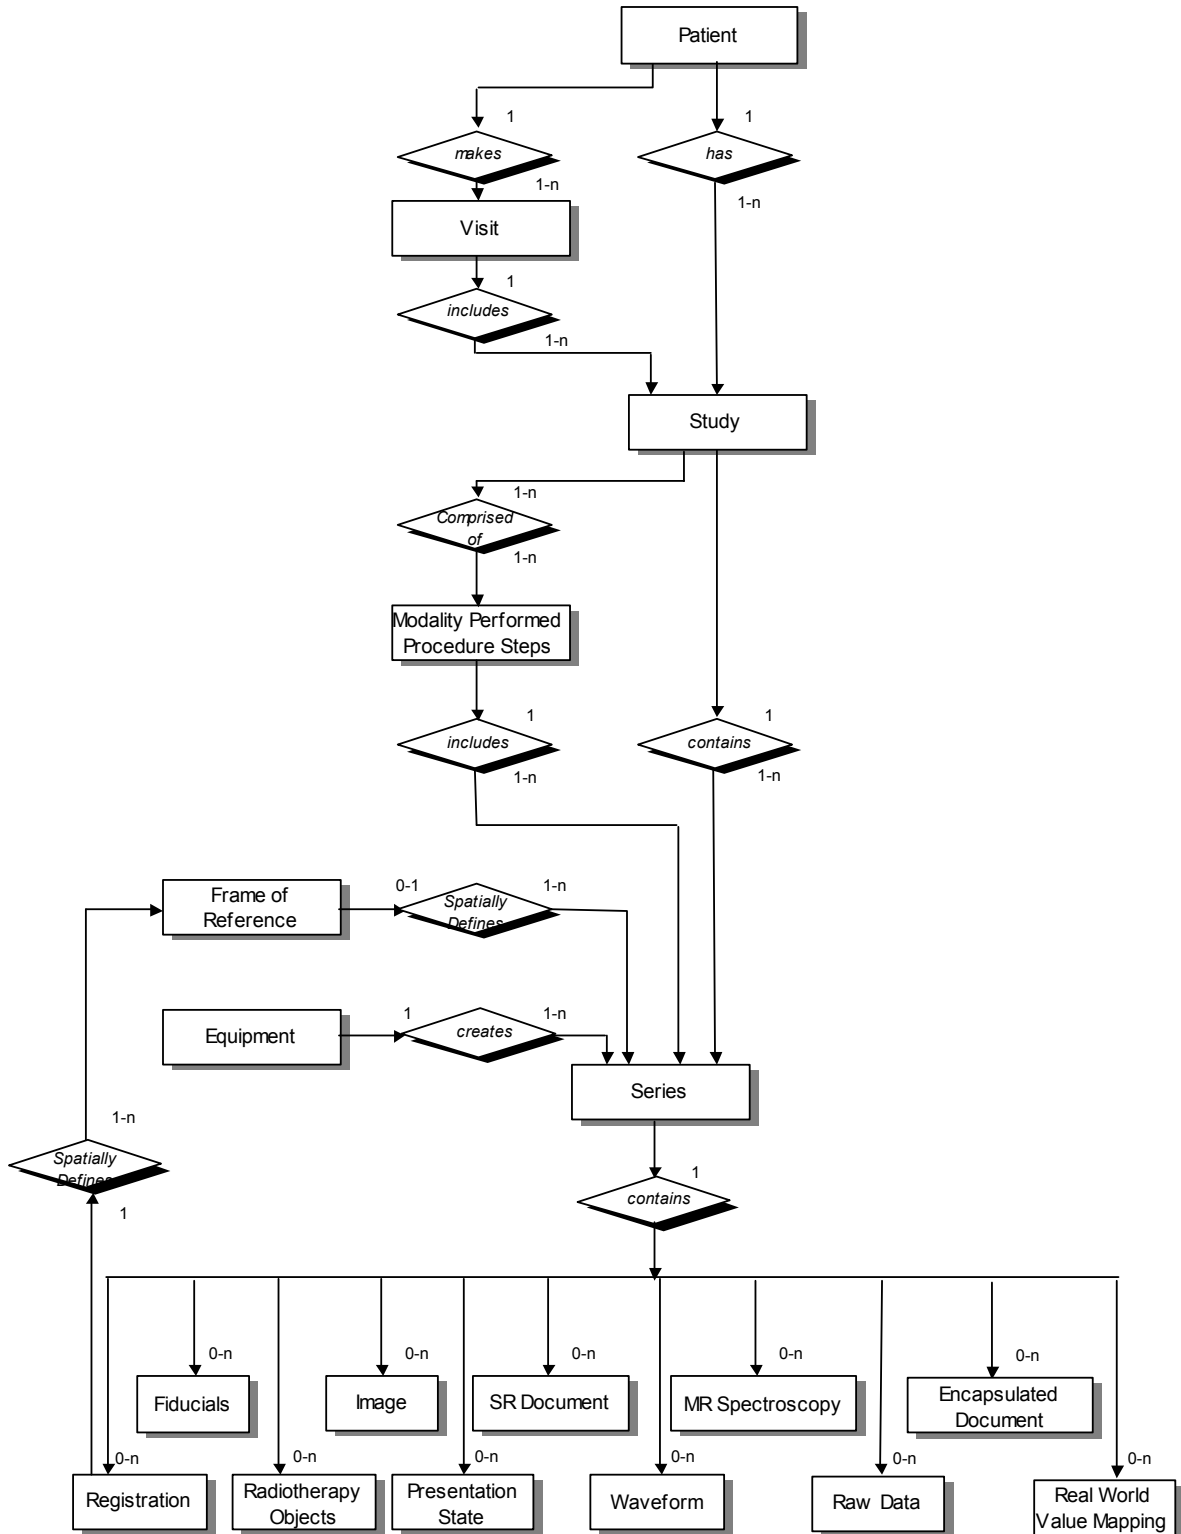 Patient
1
1
makes
has
1-n
1-n
Visit
1
includes
1-n
Study
1-n
Comprised
of
1-n
Modality Performed
Procedure Steps
1
1
includes
contains
1-n
1-n
Frame of
Reference
0-1
Spatially
Defines
1-n
Equipment
1
creates
1-n
Series
1-n
Spatially
Defines
1
1
contains
0-n
0-n
0-n
0-n
0-n
Fiducials
Image
SR Document
MR Spectroscopy
Encapsulated
Document
0-n
0-n
0-n
0-n
0-n
0-n
Registration
Radiotherapy
Objects
Presentation
State
Waveform
Raw Data
Real World
Value Mapping